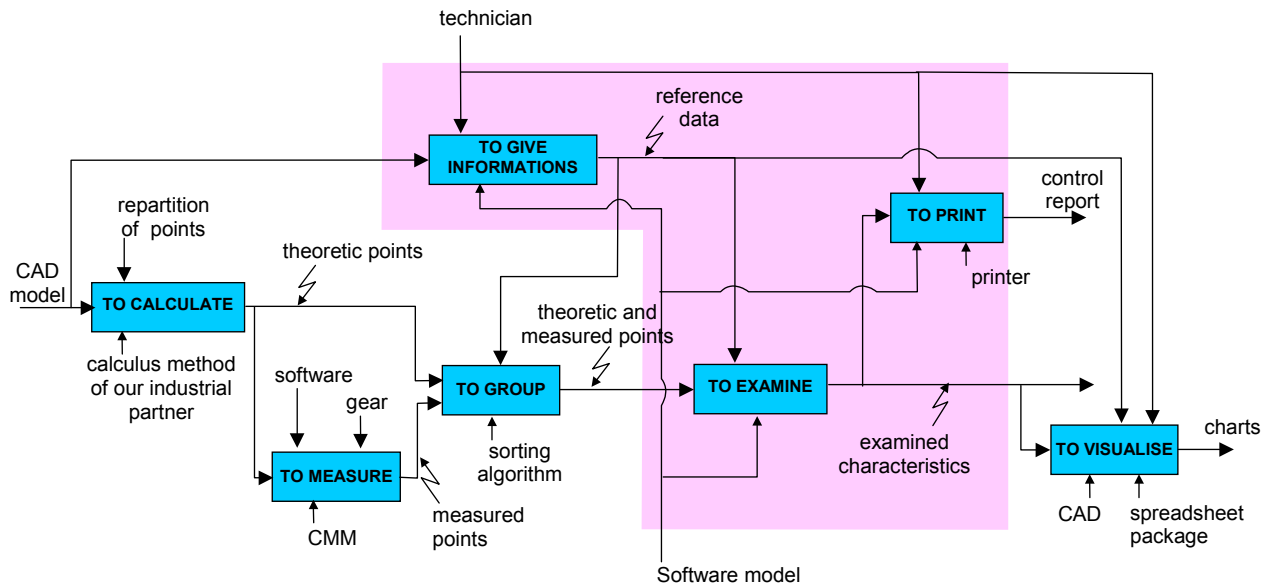 technician
reference
data
TO GIVE
INFORMATIONS
control
report
TO PRINT
repartition
of points
theoretic points
CAD
model
TO CALCULATE
printer
theoretic and
measured points
calculus method
of our industrial
partner
software
gear
TO GROUP
TO EXAMINE
sorting
algorithm
examined
characteristics
charts
TO VISUALISE
TO MEASURE
measured
points
CMM
CAD
spreadsheet
package
Software model